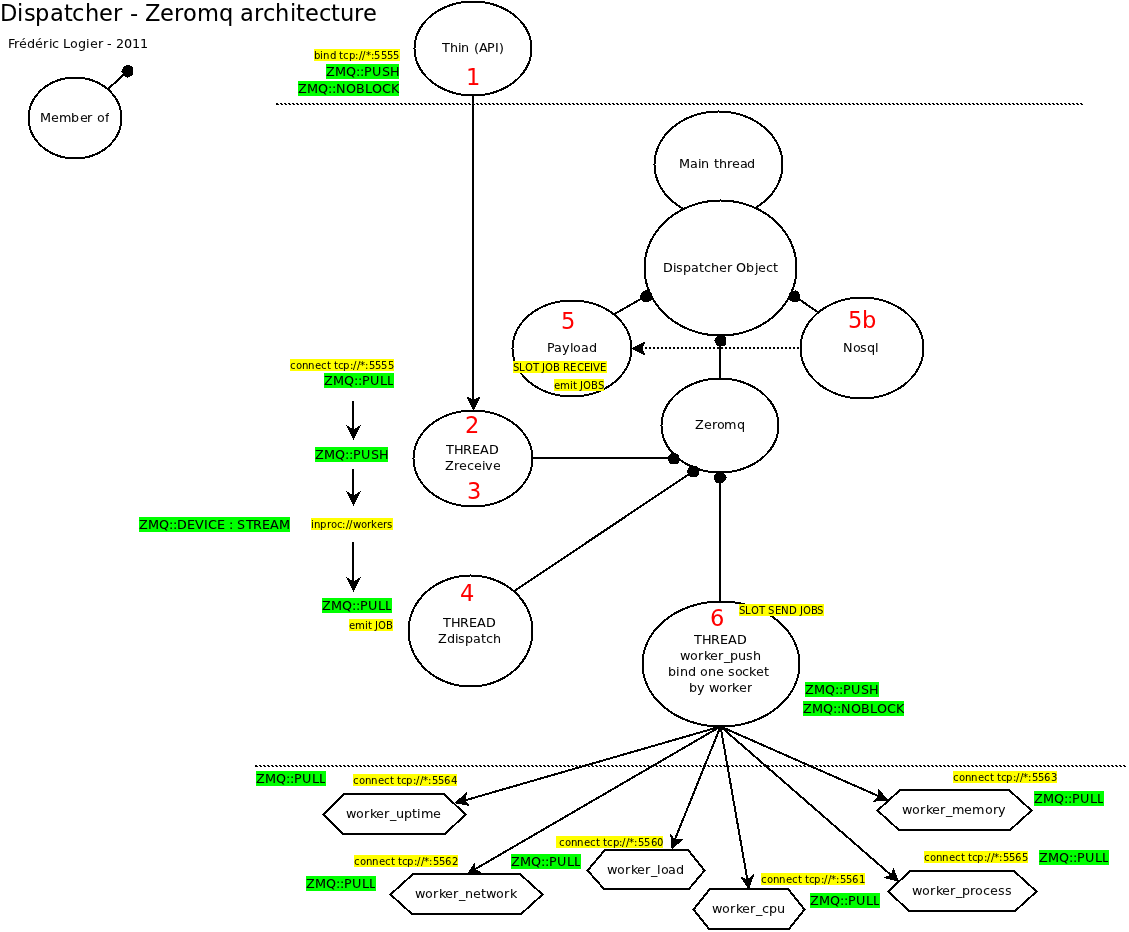 Dispatcher - Zeromq architecture
Frédéric Logier - 2011
Member of
bind tcp://*:5555
ZMQ::PUSH
ZMQ::NOBLOCK
Thin (API)
1
Main thread
Dispatcher Object
5
Payload
SLOT JOB RECEIVE
emit JOBS
5b
Nosql
connect tcp://*:5555
ZMQ::PULL
ZMQ::PUSH
ZMQ::DEVICE : STREAM
inproc://workers
ZMQ::PULL
emit JOB
2
THREAD
Zreceive
3
Zeromq
4
THREAD
Zdispatch
SLOT SEND JOBS
6
THREAD
worker_push
bind one socket
by worker
ZMQ::PUSH
ZMQ::NOBLOCK
ZMQ::PULL
connect tcp://*:5564
worker_uptime
connect tcp://*:5563
worker_memory
ZMQ::PULL
connect tcp://*:5562
ZMQ::PULL
worker_network
connect tcp://*:5560
ZMQ::PULL
worker_load
connect tcp://*:5561
worker_cpu
ZMQ::PULL
connect tcp://*:5565
ZMQ::PULL
worker_process